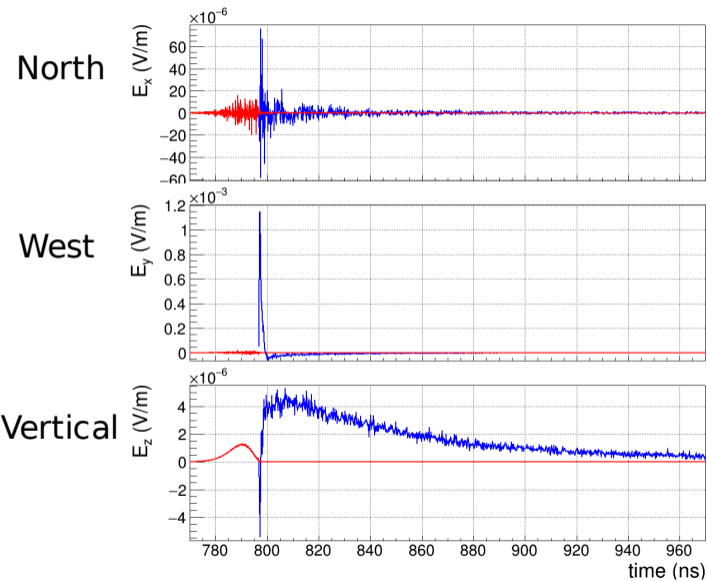 North
×10⁻⁶
E_x (V/m)
60
40
20
0
−20
−40
−60
West
×10⁻³
E_y (V/m)
1.2
1
0.8
0.6
0.4
0.2
0
Vertical
×10⁻⁶
E_z (V/m)
4
2
0
−2
−4
780 800 820 840 860 880 900 920 940 960
time (ns)